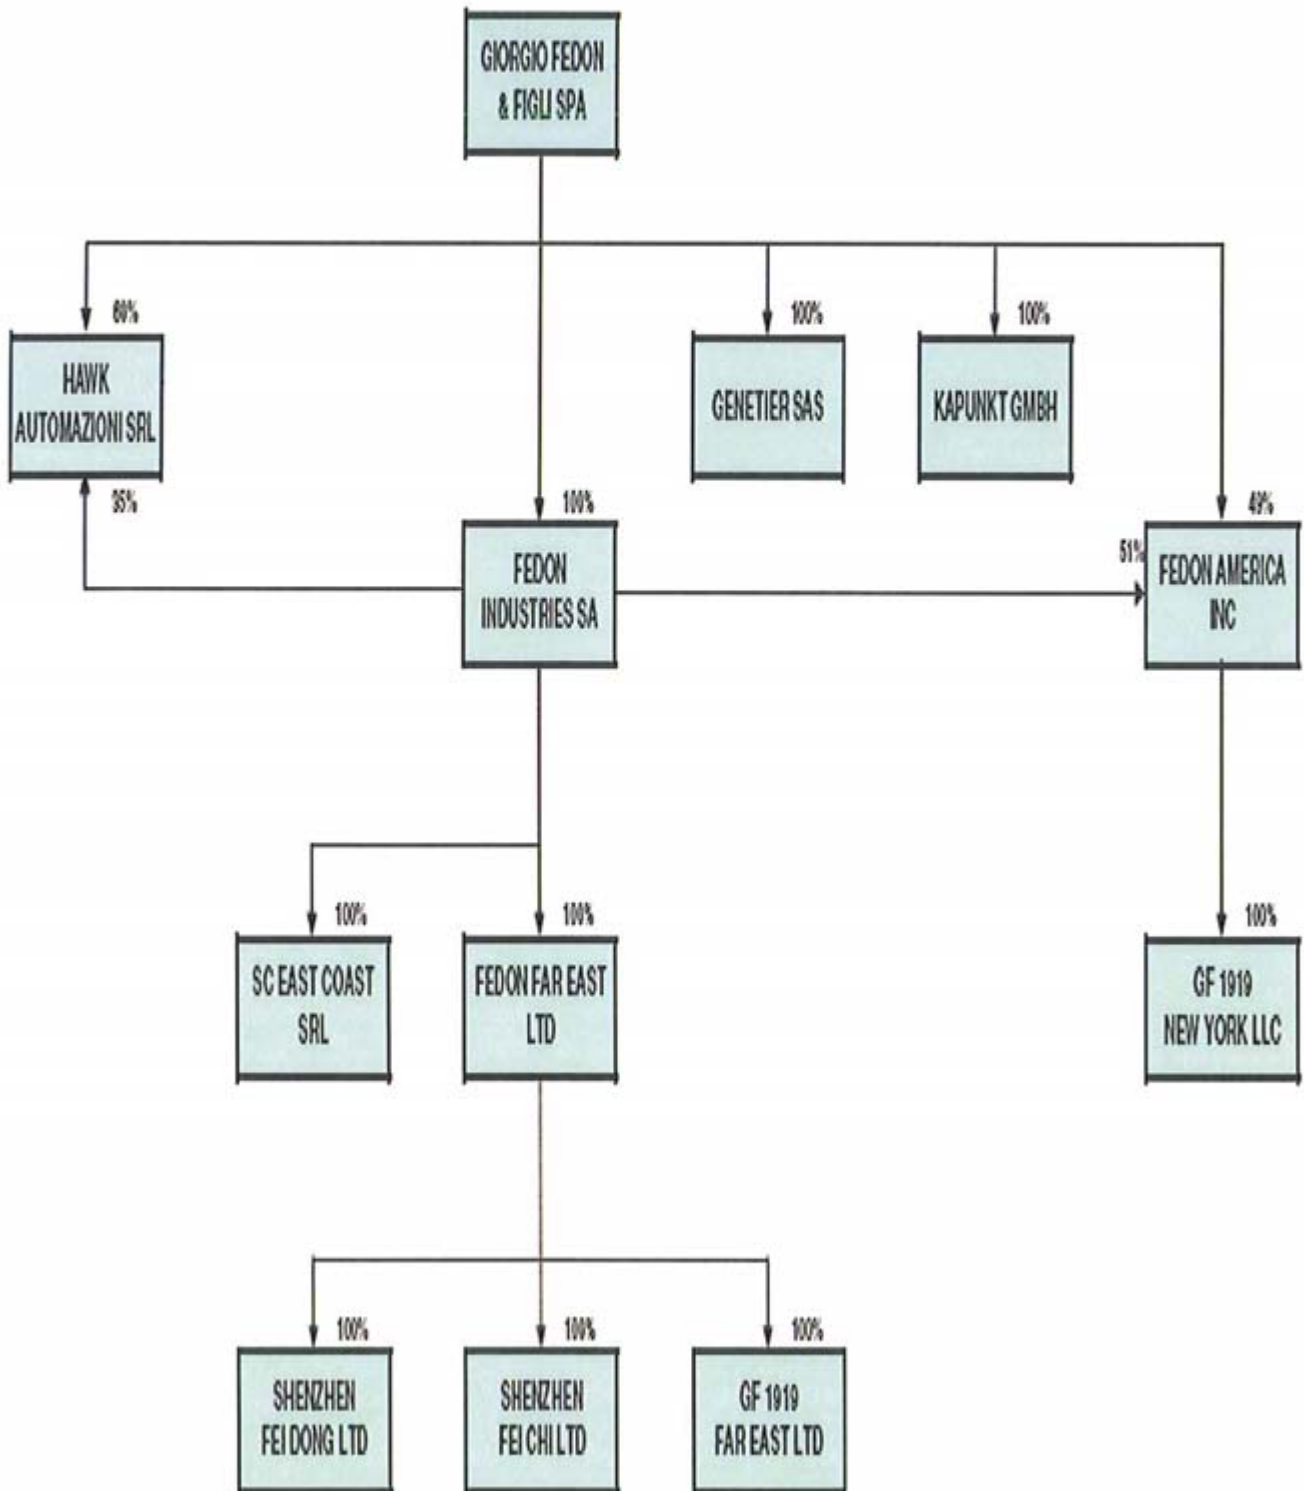 GIORGIO FEDON
& FIGLI SPA
60%
100%
100%
HAWK
AUTOMAZIONI SRL
GENETIER SAS
KAPUNKT GMBH
35%
100%
49%
51%
FEDON
INDUSTRIES SA
FEDON AMERICA
INC
100%
100%
100%
SC EAST COAST
SRL
FEDON FAR EAST
LTD
GF 1919
NEW YORK LLC
100%
100%
100%
SHENZHEN
FEI DONG LTD
SHENZHEN
FEI CHI LTD
GF 1919
FAR EAST LTD